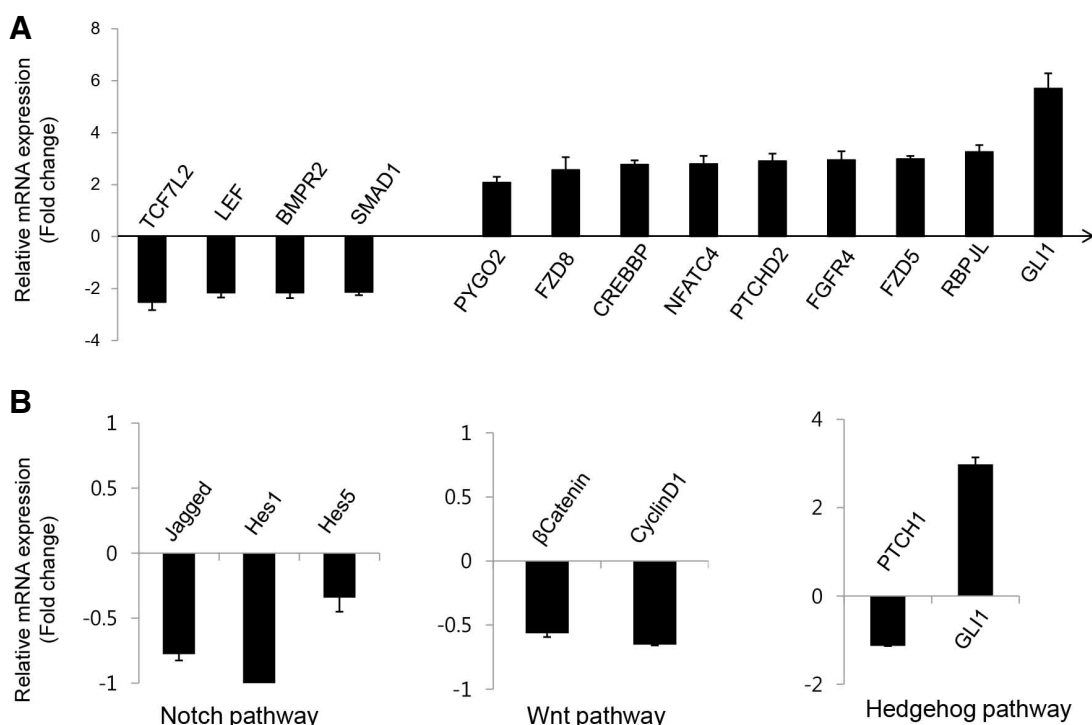 A
Relative mRNA expression
(Fold change)
8
6
4
2
0
-2
-4
TCF7L2
LEF
BMPR2
SMAD1
PYGO2
FZD8
CREBBP
NFATC4
PTCHD2
FGFR4
FZD5
RBPJL
GLI1
B
Relative mRNA expression
(Fold change)
1
0.5
0
-0.5
-1
Jagged
Hes1
Hes5
Notch pathway
1
0.5
0
-0.5
-1
βCatenin
CyclinD1
Wnt pathway
4
2
0
-2
PTCH1
GLI1
Hedgehog pathway